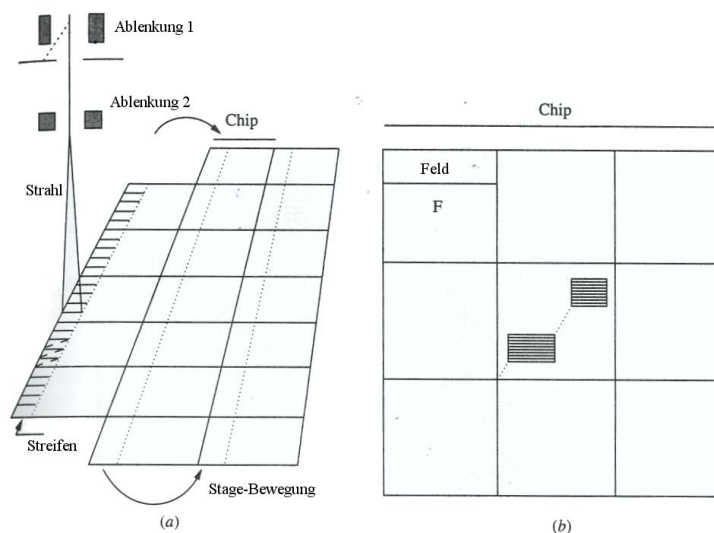 Ablenkung 1
Ablenkung 2
Chip
Strahl
Streifen
Stage-Bewegung
(a)
Chip
Feld
F
(b)